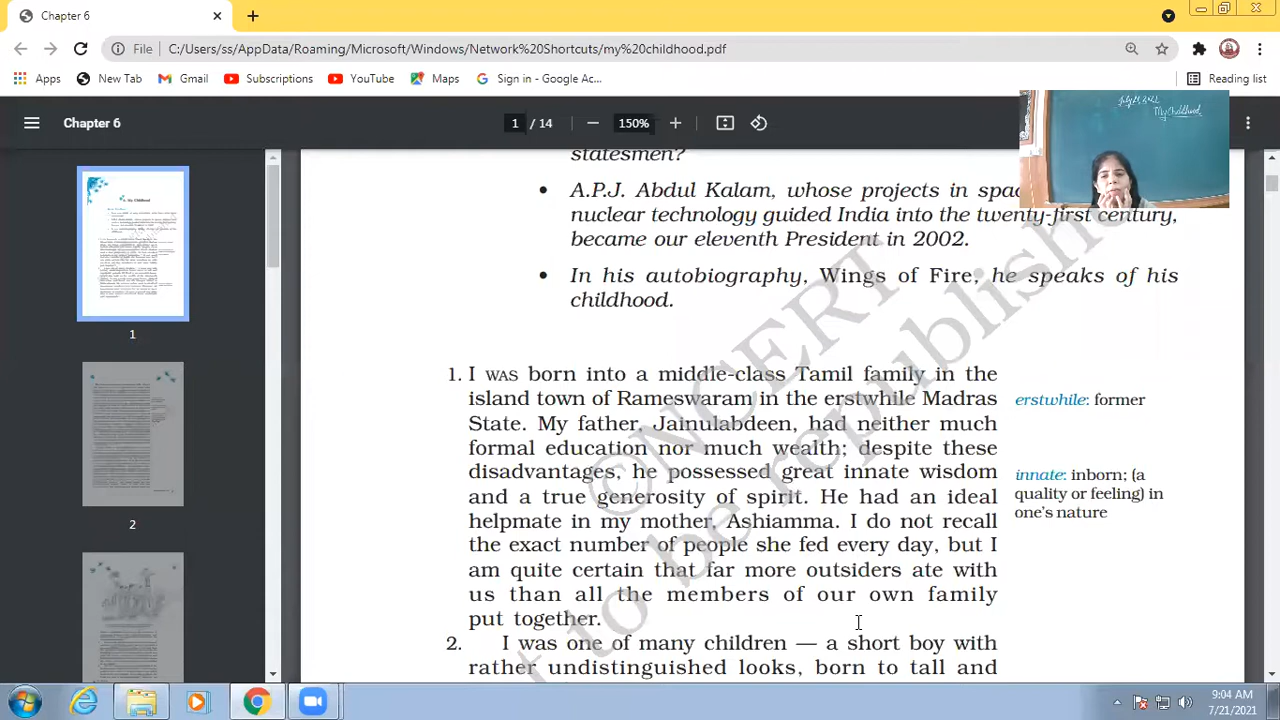 Chapter 6
File
C:/Users/ss/AppData/Roaming/Microsoft/Windows/Network%20Shortcuts/my%20childhood.pdf
Apps
New Tab
Gmail
Subscriptions
YouTube
Maps
Sign in - Google Ac...
Reading list
Chapter 6
1 / 14
150%
My Childhood
statesmen?
• A.P.J. Abdul Kalam, whose projects in
nuclear technology guided India into the twenty-first century,
became our eleventh President in 2002.
• In his autobiography, Wings of Fire, he speaks of his
childhood.
1. I WAS born into a middle-class Tamil family in the
island town of Rameswaram in the erstwhile Madras
State. My father, Jainulabdeen, had neither much
formal education nor much wealth; despite these
disadvantages, he possessed great innate wisdom
and a true generosity of spirit. He had an ideal
helpmate in my mother, Ashiamma. I do not recall
the exact number of people she fed every day, but I
am quite certain that far more outsiders ate with
us than all the members of our own family
put together.
2. I was one of many children — a short boy with
rather undistinguished looks, born to tall and
erstwhile: former
innate: inborn; (a
quality or feeling) in
one's nature
©NCERT
be republish
1
2
9:04 AM
7/21/2021